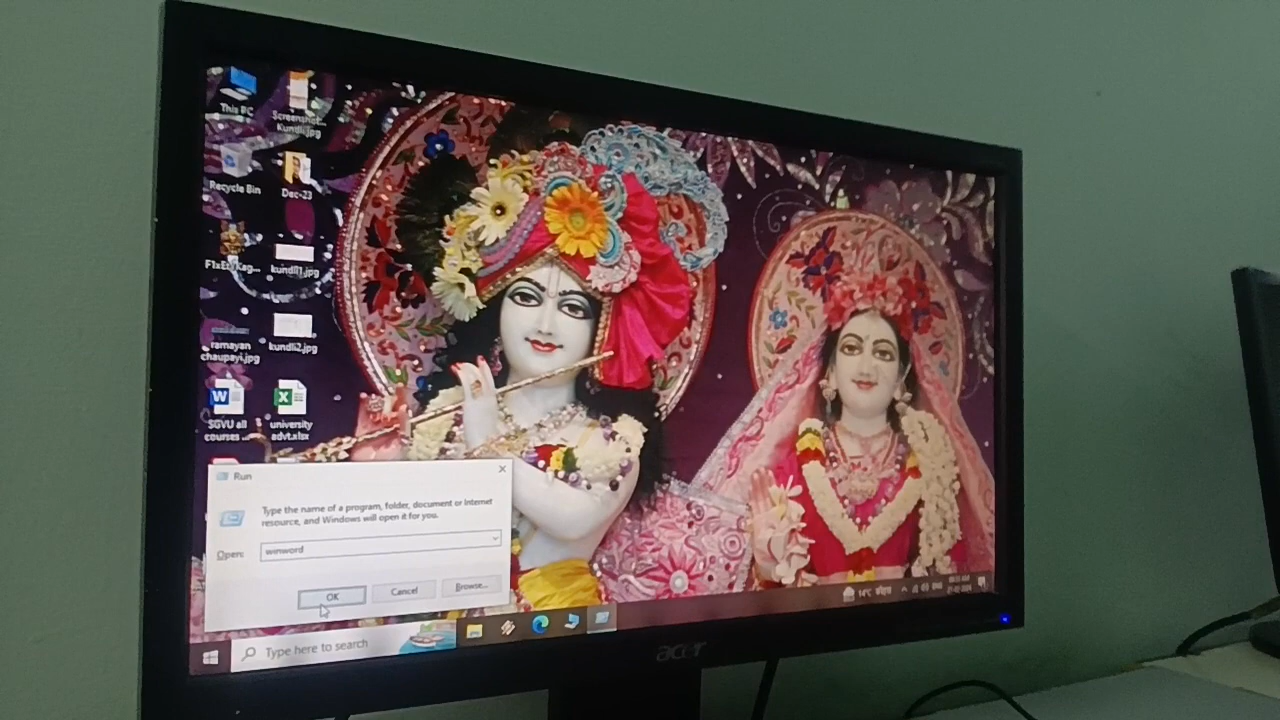 This PC
Screenshot...
Kundli.jpg
Recycle Bin
Dec-23
kundli1.jpg
ramayan
chaupayi.jpg
kundli2.jpg
SGVU all
courses ...
university
advt.xlsx
Run
Type the name of a program, folder, document or Internet
resource, and Windows will open it for you.
Open:
winword
OK
Cancel
Browse...
Type here to search
14°C कोहरा
acer